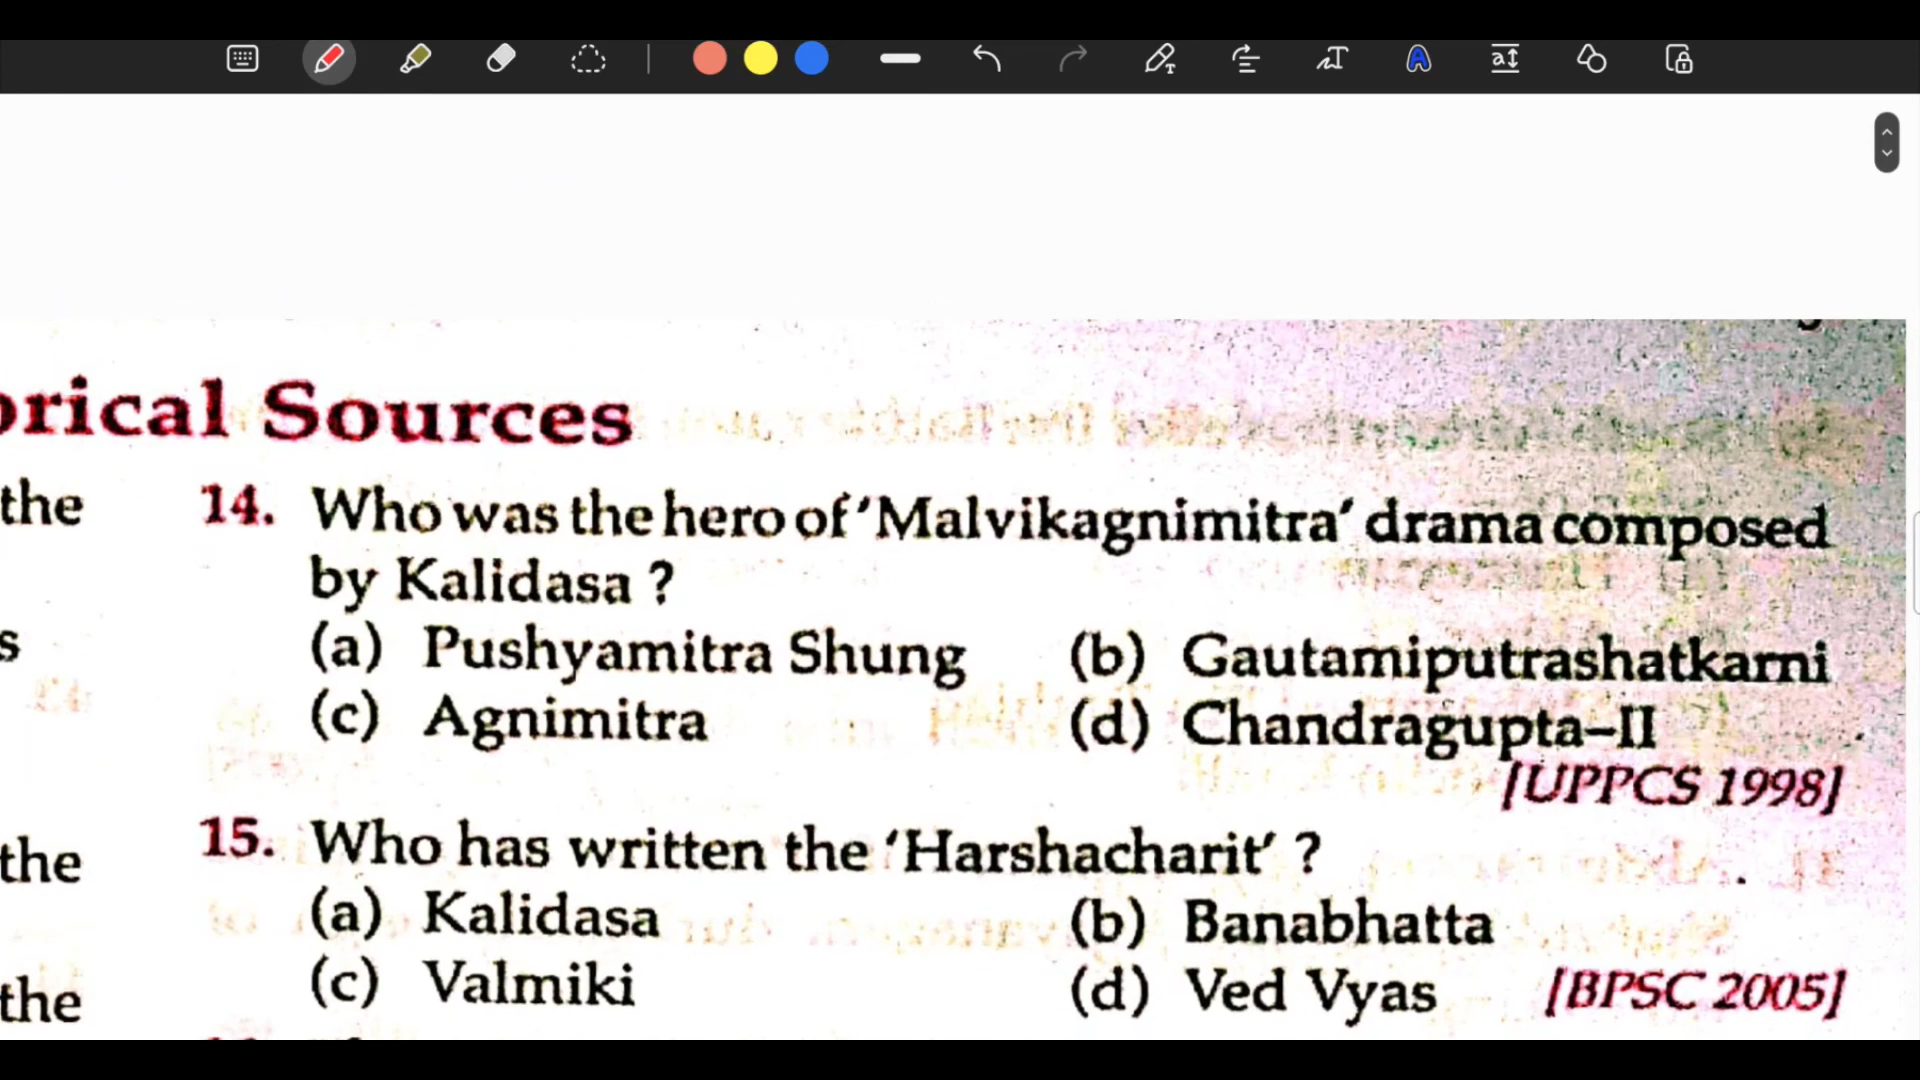 orical Sources
the
14. Who was the hero of 'Malvikagnimitra' drama composed
by Kalidasa ?
s
(a) Pushyamitra Shung (b) Gautamiputrashatkarni
(c) Agnimitra (d) Chandragupta–II
[UPPCS 1998]
the
15. Who has written the 'Harshacharit' ?
(a) Kalidasa (b) Banabhatta
(c) Valmiki (d) Ved Vyas [BPSC 2005]
the